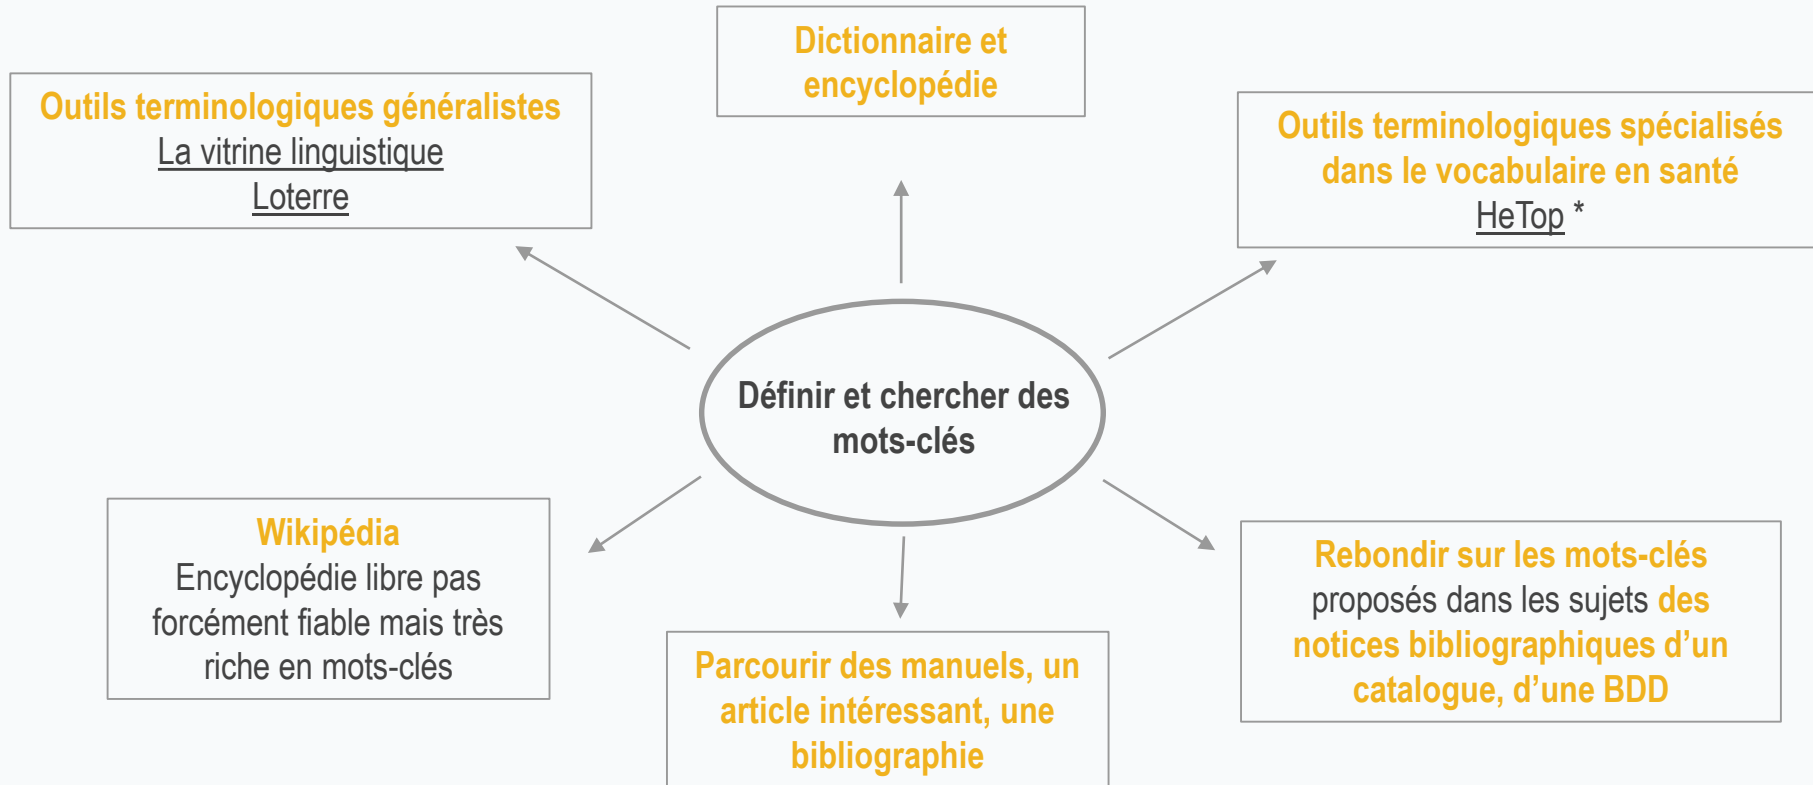 Dictionnaire et
encyclopédie
Outils terminologiques généralistes
La vitrine linguistique
Loterre
Outils terminologiques spécialisés
dans le vocabulaire en santé
HeTop *
Définir et chercher des
mots-clés
Wikipédia
Encyclopédie libre pas
forcément fiable mais très
riche en mots-clés
Parcourir des manuels, un
article intéressant, une
bibliographie
Rebondir sur les mots-clés
proposés dans les sujets des
notices bibliographiques d’un
catalogue, d’une BDD